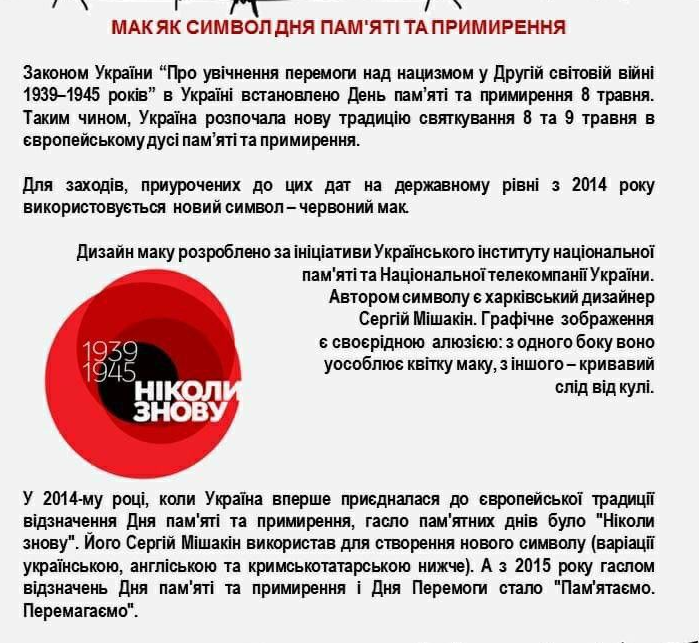 МАК ЯК СИМВОЛ ДНЯ ПАМ'ЯТІ ТА ПРИМИРЕННЯ
Законом України “Про увічнення перемоги над нацизмом у Другій світовій війні
1939–1945 років” в Україні встановлено День пам’яті та примирення 8 травня.
Таким чином, Україна розпочала нову традицію святкування 8 та 9 травня в
європейському дусі пам’яті та примирення.
Для заходів, приурочених до цих дат на державному рівні з 2014 року
використовується новий символ – червоний мак.
Дизайн маку розроблено за ініціативи Українського інституту національної
пам'яті та Національної телекомпанії України.
Автором символу є харківський дизайнер
Сергій Мішакін. Графічне зображення
є своєрідною алюзією: з одного боку воно
уособлює квітку маку, з іншого – кривавий
слід від кулі.
1939
1945
НІКОЛИ
ЗНОВУ
У 2014-му році, коли Україна вперше приєдналася до європейської традиції
відзначення Дня пам'яті та примирення, гасло пам'ятних днів було "Ніколи
знову". Його Сергій Мішакін використав для створення нового символу (варіації
українською, англіською та кримськотатарською нижче). А з 2015 року гаслом
відзначень Дня пам'яті та примирення і Дня Перемоги стало "Пам'ятаємо.
Перемагаємо".